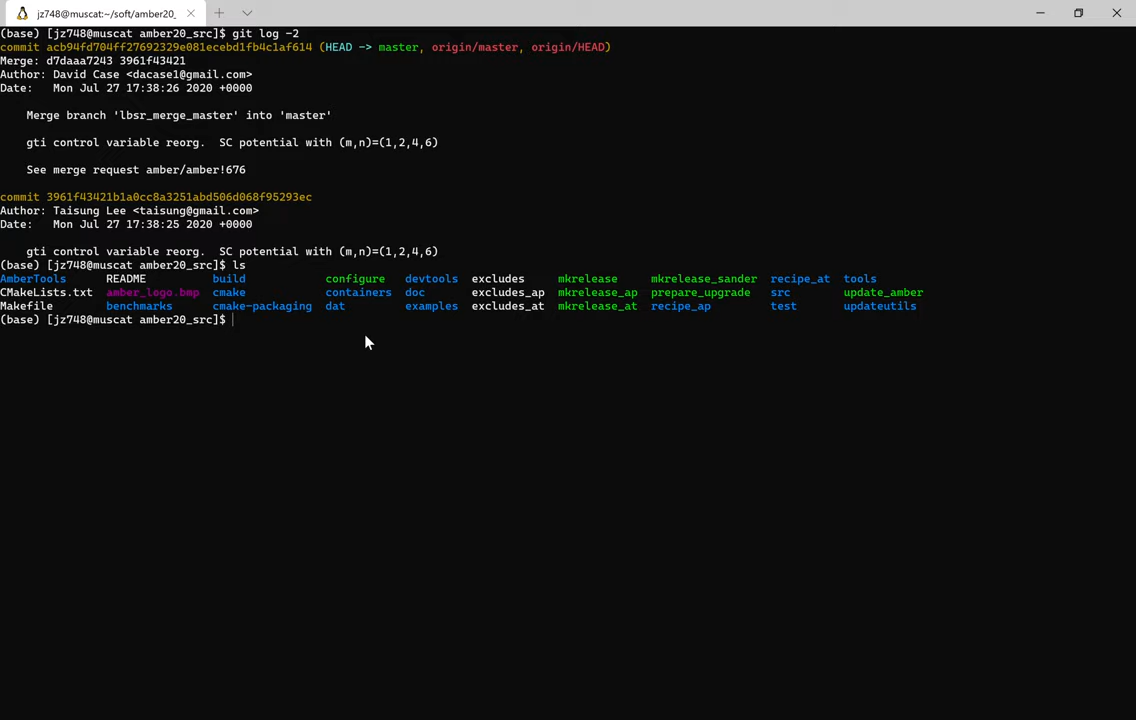 jz748@muscat:~/soft/amber20_
(base) [jz748@muscat amber20_src]$ git log -2
commit acb94fd704ff27692329e081ecebd1fb4c1af614 (HEAD -> master, origin/master, origin/HEAD)
Merge: d7daaa7243 3961f43421
Author: David Case <dacase1@gmail.com>
Date:   Mon Jul 27 17:38:26 2020 +0000
Merge branch 'lbsr_merge_master' into 'master'
gti control variable reorg.  SC potential with (m,n)=(1,2,4,6)
See merge request amber/amber!676
commit 3961f43421b1a0cc8a3251abd506d068f95293ec
Author: Taisung Lee <taisung@gmail.com>
Date:   Mon Jul 27 17:38:25 2020 +0000
gti control variable reorg.  SC potential with (m,n)=(1,2,4,6)
(base) [jz748@muscat amber20_src]$ ls
AmberTools      README          build           configure   devtools  excludes     mkrelease     mkrelease_sander  recipe_at  tools
CMakeLists.txt  amber_logo.bmp  cmake           containers  doc       excludes_ap  mkrelease_ap  prepare_upgrade   src        update_amber
Makefile        benchmarks      cmake-packaging  dat         examples  excludes_at  mkrelease_at  recipe_ap         test       updateutils
(base) [jz748@muscat amber20_src]$